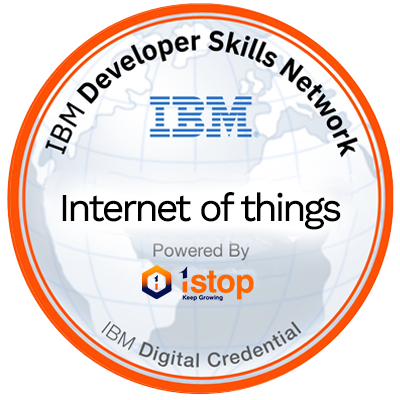 IBM Developer Skills Network
IBM
Internet of things
Powered By
1stop
Keep Growing
IBM Digital Credential